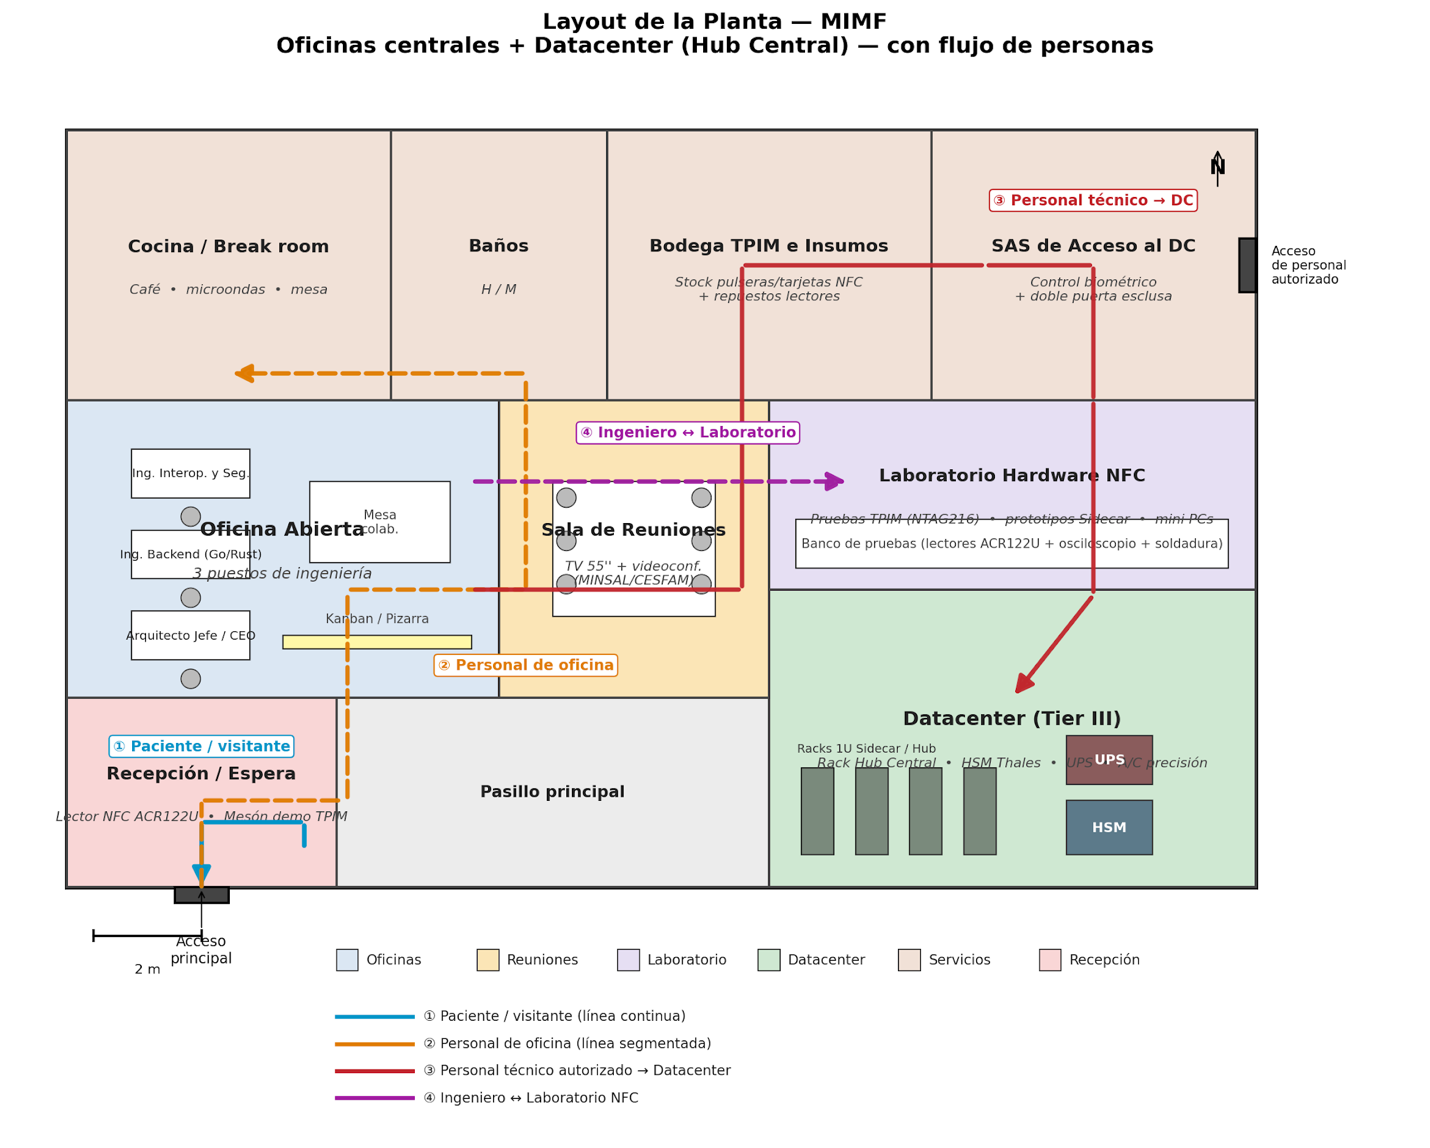 Layout de la Planta — MIMF
Oficinas centrales + Datacenter (Hub Central) — con flujo de personas
N
③ Personal técnico → DC
Cocina / Break room
Café • microondas • mesa
Baños
H / M
Bodega TPIM e Insumos
Stock pulseras/tarjetas NFC
+ repuestos lectores
SAS de Acceso al DC
Control biométrico
+ doble puerta esclusa
Acceso
de personal
autorizado
④ Ingeniero ↔ Laboratorio
Ing. Interop. y Seg.
Mesa
colab.
Oficina Abierta
Ing. Backend (Go/Rust)
3 puestos de ingeniería
Kanban / Pizarra
Arquitecto Jefe / CEO
Sala de Reuniones
TV 55'' + videoconf.
(MINSAL/CESFAM)
Laboratorio Hardware NFC
Pruebas TPIM (NTAG216) • prototipos Sidecar • mini PCs
Banco de pruebas (lectores ACR122U + osciloscopio + soldadura)
② Personal de oficina
① Paciente / visitante
Recepción / Espera
Lector NFC ACR122U • Mesón demo TPIM
Pasillo principal
Datacenter (Tier III)
Racks 1U Sidecar / Hub
Rack Hub Central • HSM Thales • UPS • A/C precisión
UPS
HSM
Acceso
principal
2 m
Oficinas
Reuniones
Laboratorio
Datacenter
Servicios
Recepción
① Paciente / visitante (línea continua)
② Personal de oficina (línea segmentada)
③ Personal técnico autorizado → Datacenter
④ Ingeniero ↔ Laboratorio NFC